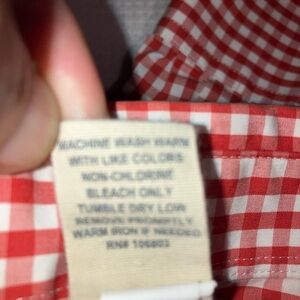 MACHINE WASH WARM
WITH LIKE COLORS
NON-CHLORINE
BLEACH ONLY
TUMBLE DRY LOW
REMOVE PROMPTLY
WARM IRON IF NEEDED
RN# 106803